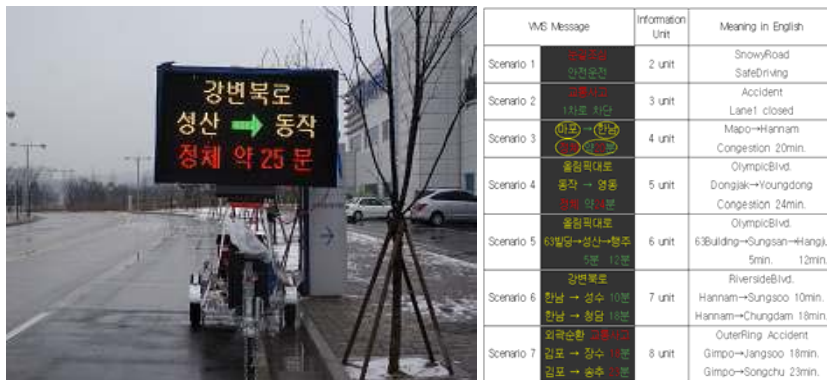 강변북로
성산 → 동작
정체 약 25 분
VMS Message
Information Unit
Meaning in English
Scenario 1
안전운전
2 unit
SnowyRoad
SafeDriving
Scenario 2
교통사고
1차로 차단
3 unit
Accident
Lane1 closed
Scenario 3
마포 → 한남
4 unit
Mapo→Hannam
Congestion 20min.
Scenario 4
올림픽대로
동작 → 영동
정체 약 24분
5 unit
OlympicBlvd.
Dongjak→Youngdong
Congestion 24min.
Scenario 5
올림픽대로
63빌딩→성산→행주
5분 12분
6 unit
OlympicBlvd.
63Building→Sungsan→Hangju
5min. 12min.
Scenario 6
강변북로
한남 → 성수 10분
한남 → 청담 18분
7 unit
RiversideBlvd.
Hannam→Sungsoo 10min.
Hannam→Chungdam 18min.
Scenario 7
외곽순환 교통사고
김포 → 장수 분
김포 → 송추 분
8 unit
OuterRing Accident
Gimpo→Jangsoo 18min.
Gimpo→Songchu 23min.